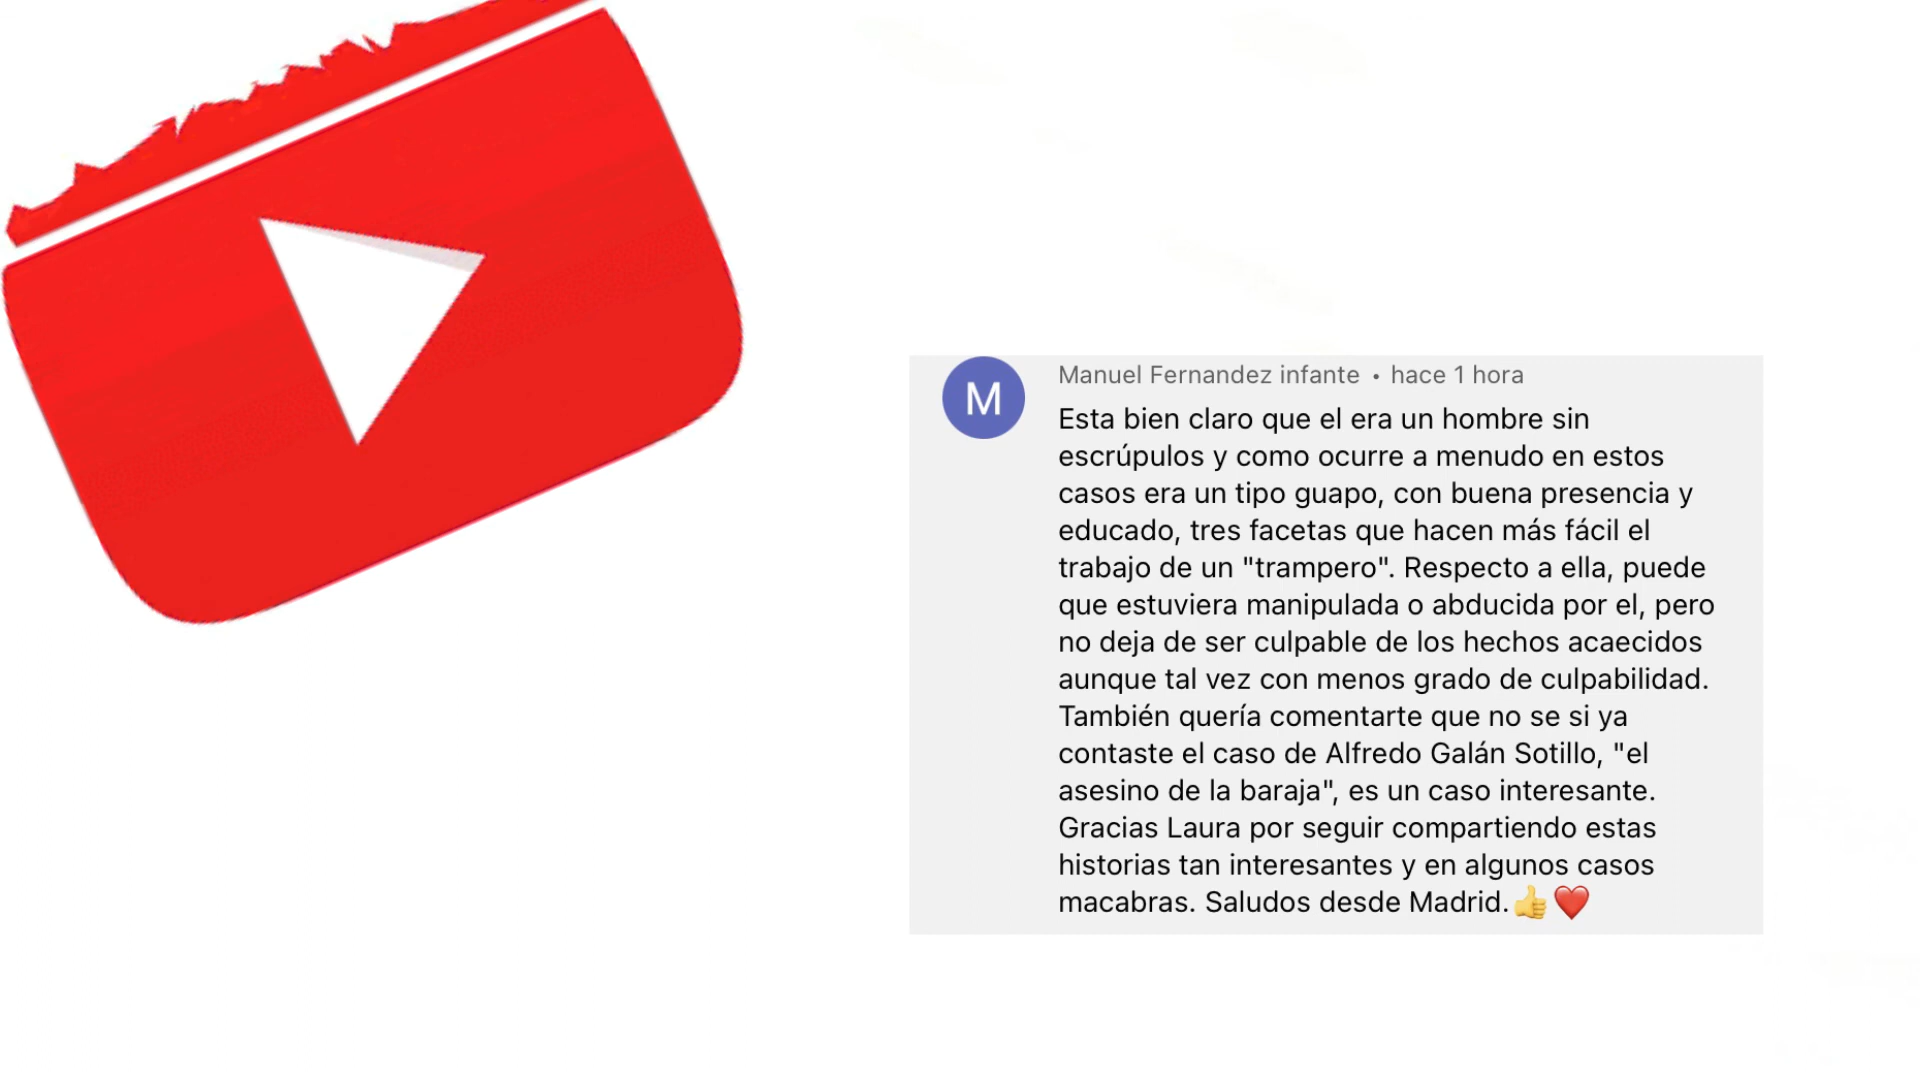 M
Manuel Fernandez infante • hace 1 hora
Esta bien claro que el era un hombre sin
escrúpulos y como ocurre a menudo en estos
casos era un tipo guapo, con buena presencia y
educado, tres facetas que hacen más fácil el
trabajo de un "trampero". Respecto a ella, puede
que estuviera manipulada o abducida por el, pero
no deja de ser culpable de los hechos acaecidos
aunque tal vez con menos grado de culpabilidad.
También quería comentarte que no se si ya
contaste el caso de Alfredo Galán Sotillo, "el
asesino de la baraja", es un caso interesante.
Gracias Laura por seguir compartiendo estas
historias tan interesantes y en algunos casos
macabras. Saludos desde Madrid.👍❤️